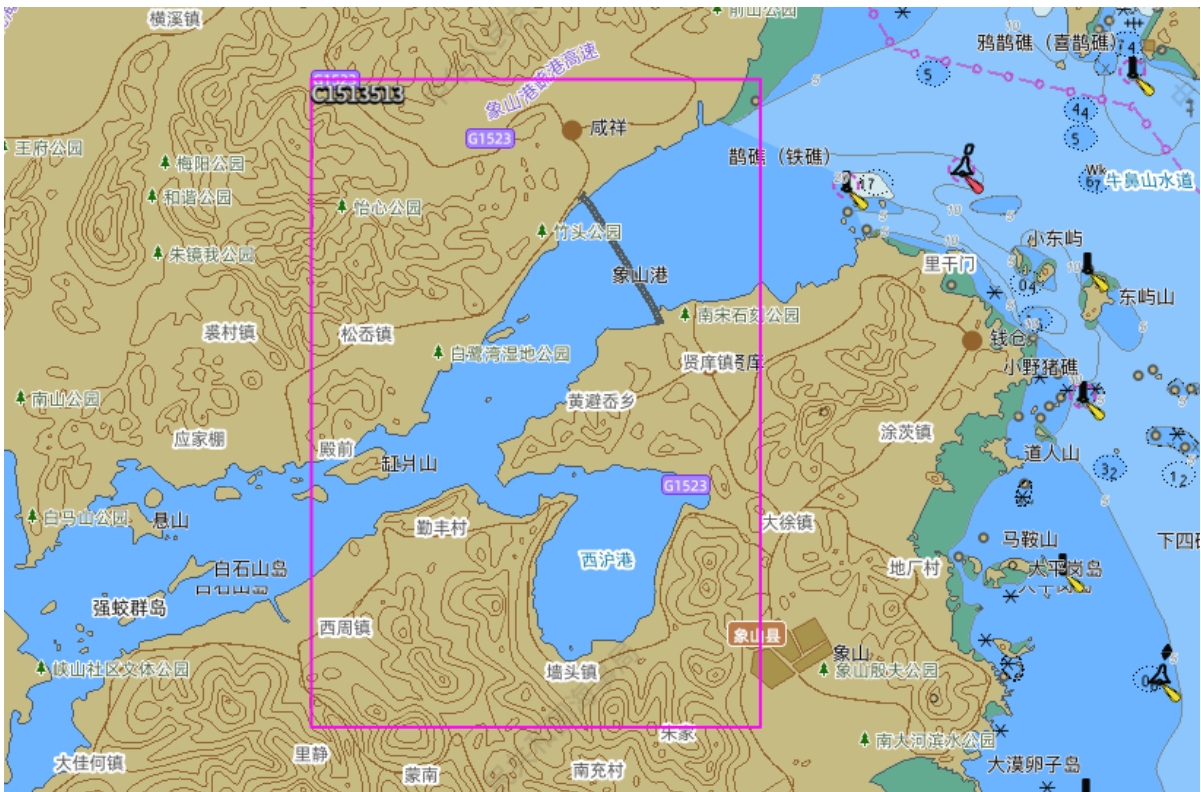 横溪镇
前山公园
鸦鹊礁（喜鹊礁）
象山港疏港高速
G1523
C1513513
G1523
咸祥
王府公园
梅阳公园
和谐公园
怡心公园
鹊礁（铁礁）
牛鼻山水道
竹头公园
朱镜我公园
象山港
小东屿
里干门
东屿山
南宋石刻公园
裘村镇
松岙镇
白鹭湾湿地公园
贤庠镇
钱仓
小野猪礁
南山公园
黄避岙乡
应家棚
殿前
缸爿山
涂茨镇
道人山
G1523
白马山公园
悬山
勤丰村
大徐镇
西沪港
马鞍山
下四
白石山岛
地厂村
大平岗岛
强蛟群岛
西周镇
象山县
象山
峡山社区文体公园
墙头镇
象山殷夫公园
朱家
里静
南大河滨水公园
大佳何镇
蒙南
南充村
大漠卵子岛